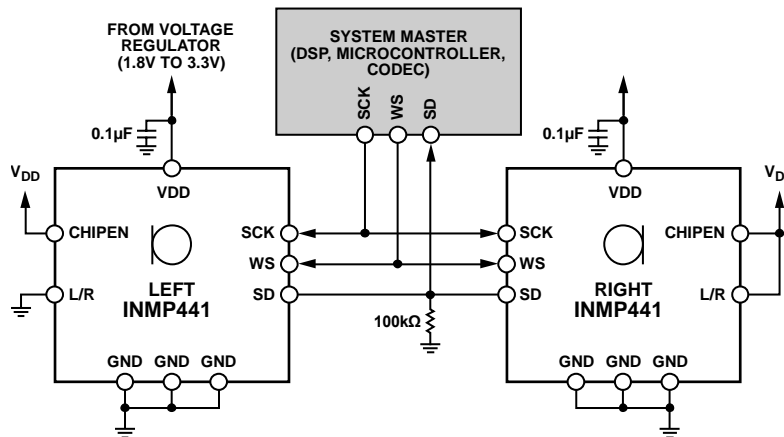 FROM VOLTAGE
REGULATOR
(1.8V TO 3.3V)
SYSTEM MASTER
(DSP, MICROCONTROLLER,
CODEC)
SCK
WS
SD
0.1µF
0.1µF
VDD
VDD
VDD
CHIPEN
L/R
SCK
WS
SD
LEFT
INMP441
GND
GND
GND
100kΩ
SCK
WS
SD
CHIPEN
L/R
RIGHT
INMP441
GND
GND
GND